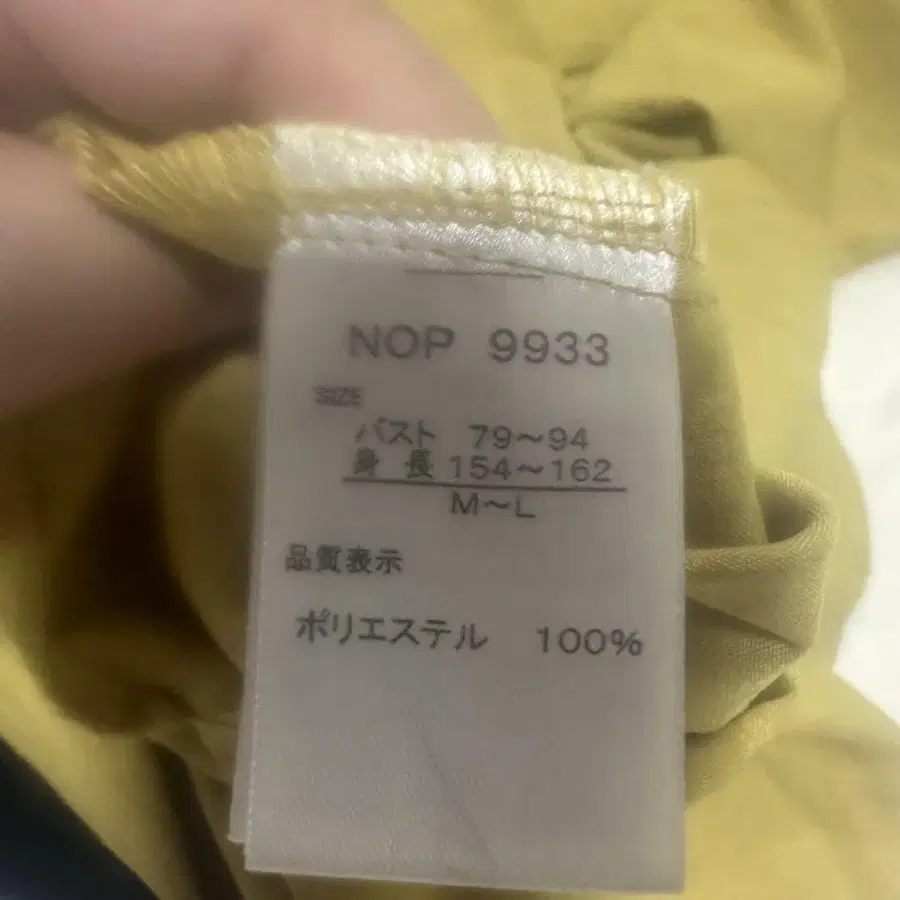 NOP 9933
SIZE
バスト 79～94
身長 154～162
M～L
品質表示
ポリエステル 100%